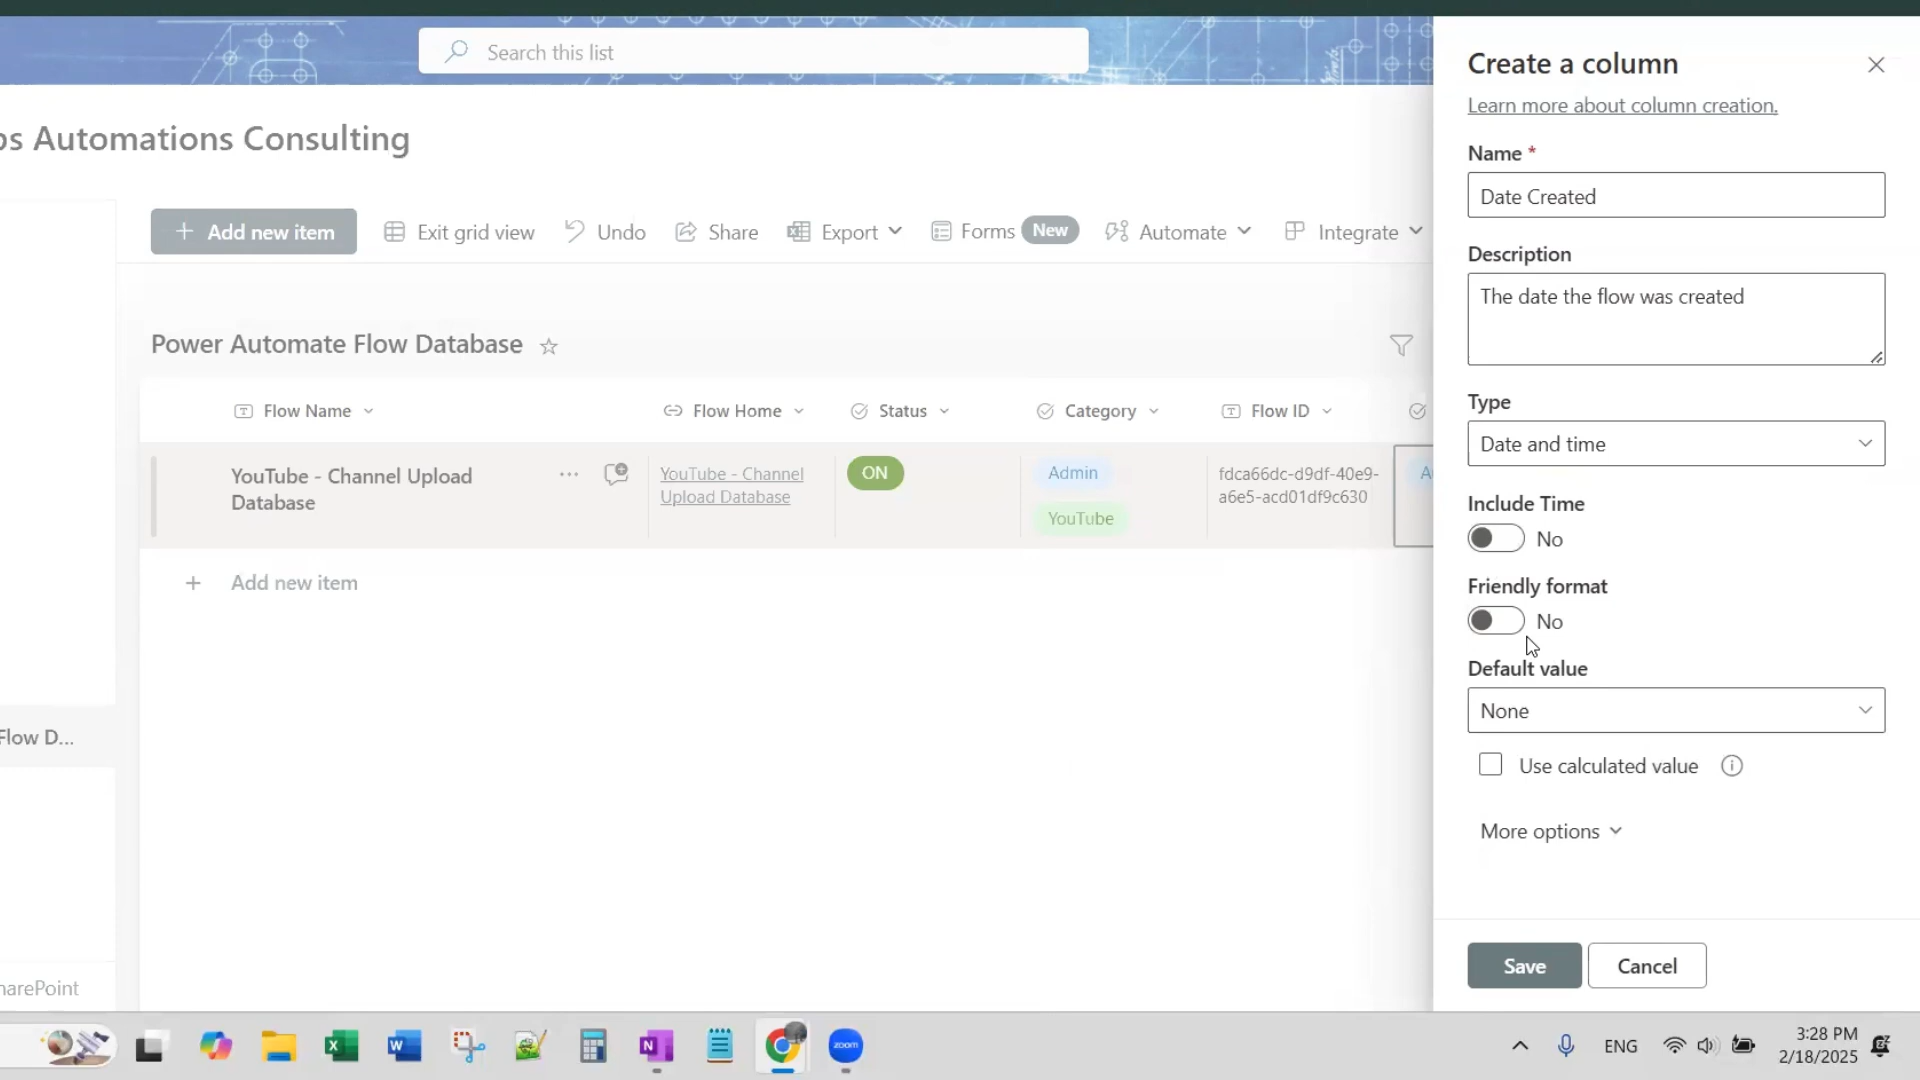 Search this list
ps Automations Consulting
Add new item
Exit grid view
Undo
Share
Export
Forms New
Automate
Integrate
Power Automate Flow Database
Flow Name
Flow Home
Status
Category
Flow ID
YouTube - Channel Upload
Database
YouTube - Channel
Upload Database
ON
Admin
YouTube
fdca66dc-d9df-40e9-
a6e5-acd01df9c630
Add new item
Flow D...
harePoint
Create a column
Learn more about column creation.
Name *
Date Created
Description
The date the flow was created
Type
Date and time
Include Time
No
Friendly format
No
Default value
None
Use calculated value
More options
Save
Cancel
zoom
ENG
3:28 PM
2/18/2025